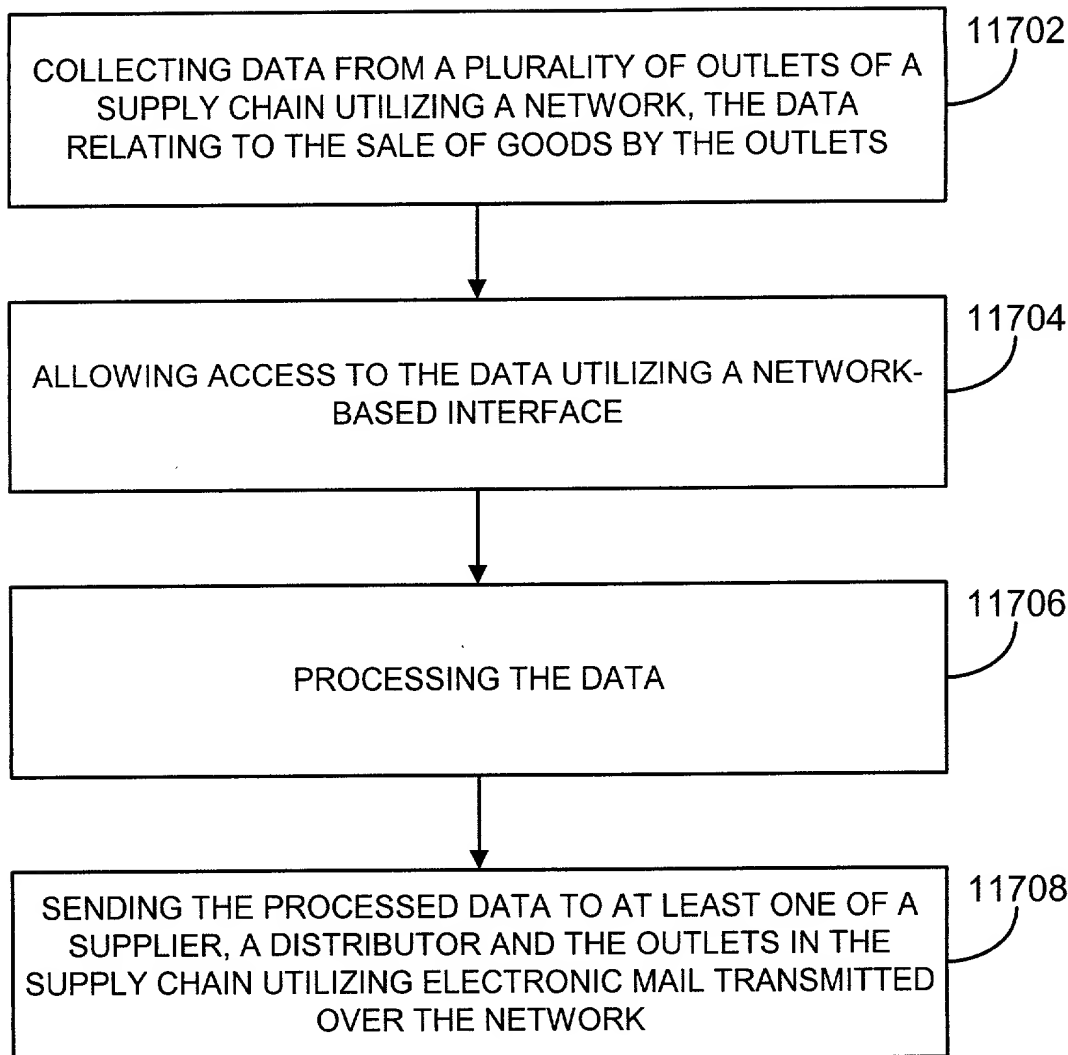 11702
COLLECTING DATA FROM A PLURALITY OF OUTLETS OF A
SUPPLY CHAIN UTILIZING A NETWORK, THE DATA
RELATING TO THE SALE OF GOODS BY THE OUTLETS
11704
ALLOWING ACCESS TO THE DATA UTILIZING A NETWORK-
BASED INTERFACE
11706
PROCESSING THE DATA
11708
SENDING THE PROCESSED DATA TO AT LEAST ONE OF A
SUPPLIER, A DISTRIBUTOR AND THE OUTLETS IN THE
SUPPLY CHAIN UTILIZING ELECTRONIC MAIL TRANSMITTED
OVER THE NETWORK